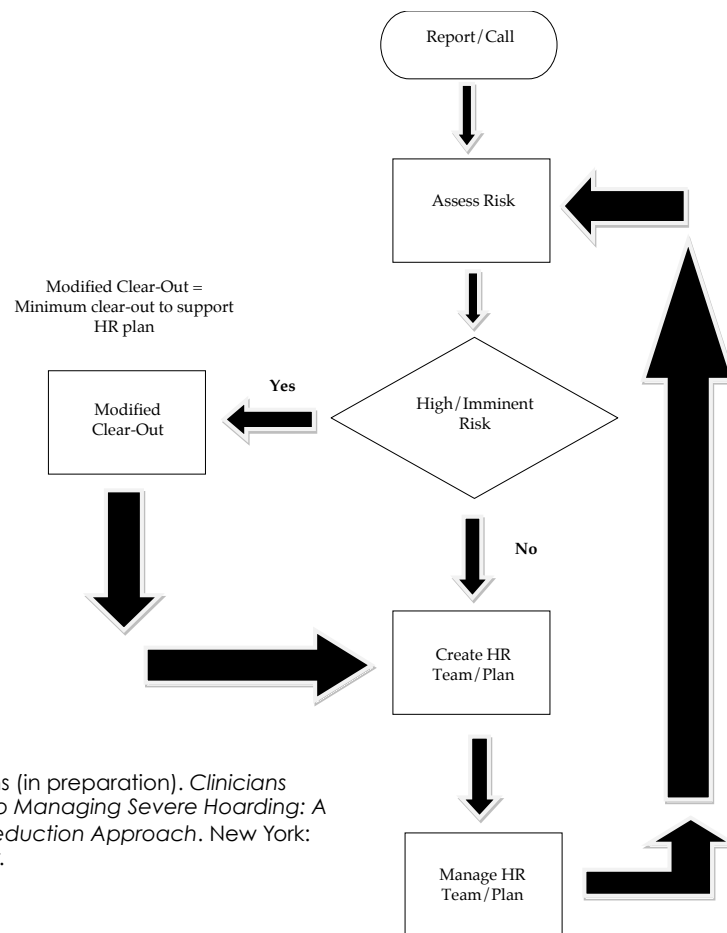 Report/Call
Assess Risk
Modified Clear-Out =
Minimum clear-out to support
HR plan
Yes
High/Imminent
Risk
Modified
Clear-Out
No
Create HR
Team/Plan
(in preparation). Clinicians
Managing Severe Hoarding: A
Approach. New York:
Manage HR
Team/Plan